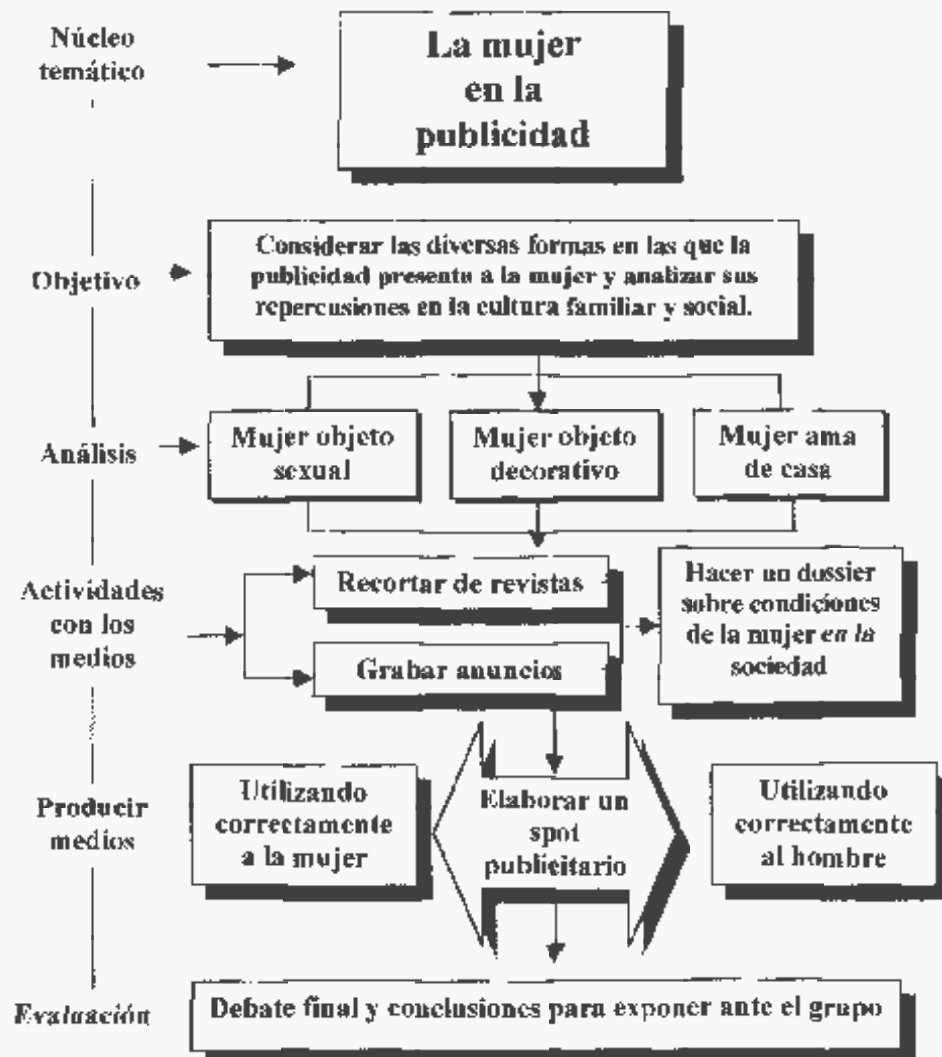 Núcleo
temático
La mujer
en la
publicidad
Objetivo
Considerar las diversas formas en las que la
publicidad presenta a la mujer y analizar sus
repercusiones en la cultura familiar y social.
Análisis
Mujer objeto
sexual
Mujer objeto
decorativo
Mujer ama
de casa
Actividades
con los
medios
Recortar de revistas
Grabar anuncios
Hacer un dossier
sobre condiciones
de la mujer en la
sociedad
Producir
medios
Utilizando
correctamente
a la mujer
Elaborar un
spot
publicitario
Utilizando
correctamente
al hombre
Evaluación
Debate final y conclusiones para exponer ante el grupo